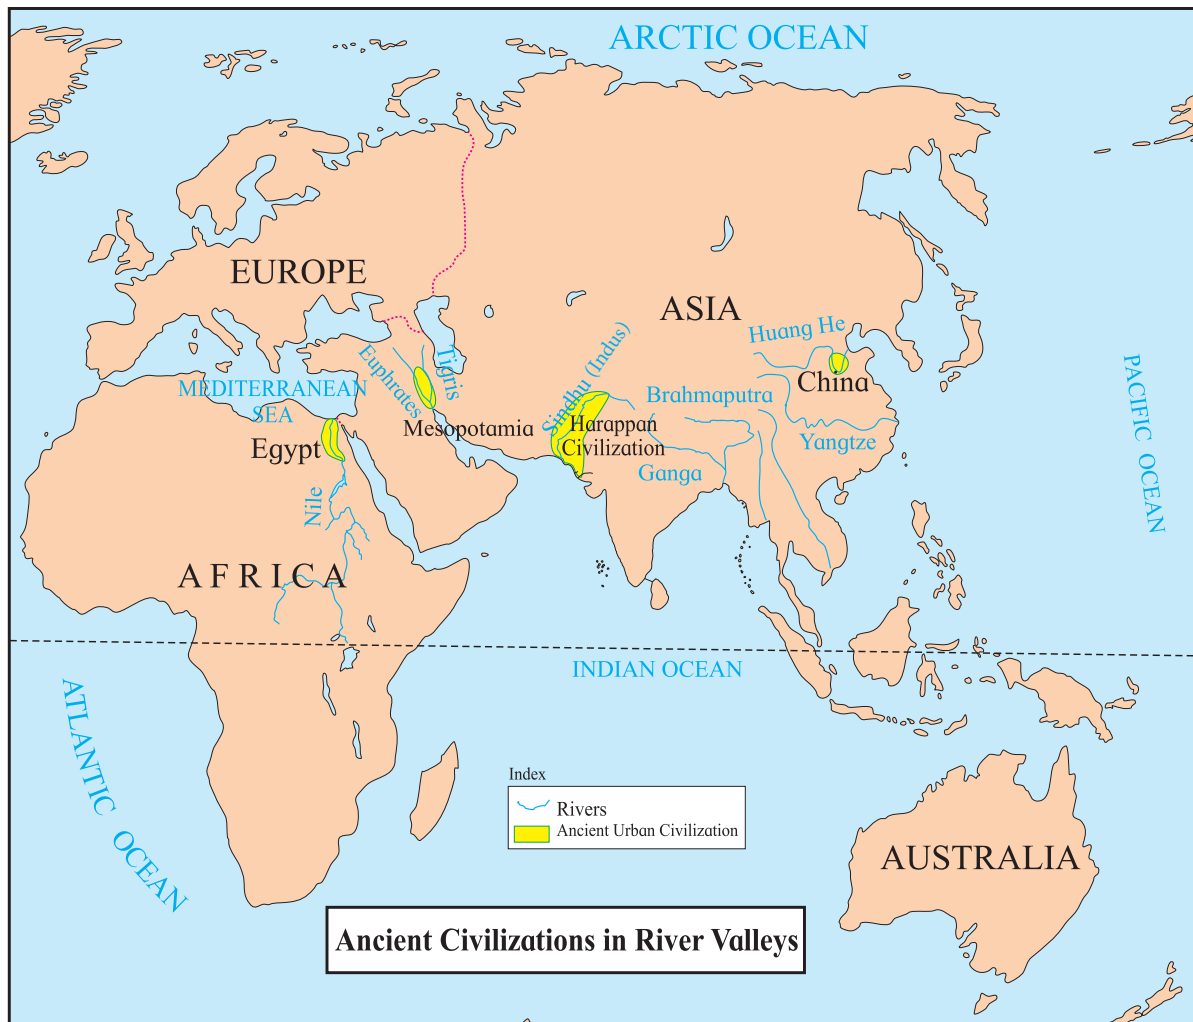 ARCTIC OCEAN
EUROPE
ASIA
Huang He
China
Tigris
Euphrates
Sindhu (Indus)
MEDITERRANEAN
SEA
Brahmaputra
Mesopotamia
Harappan
Civilization
Yangtze
Egypt
Ganga
PACIFIC OCEAN
Nile
AFRICA
INDIAN OCEAN
ATLANTIC OCEAN
Index
Rivers
Ancient Urban Civilization
AUSTRALIA
Ancient Civilizations in River Valleys